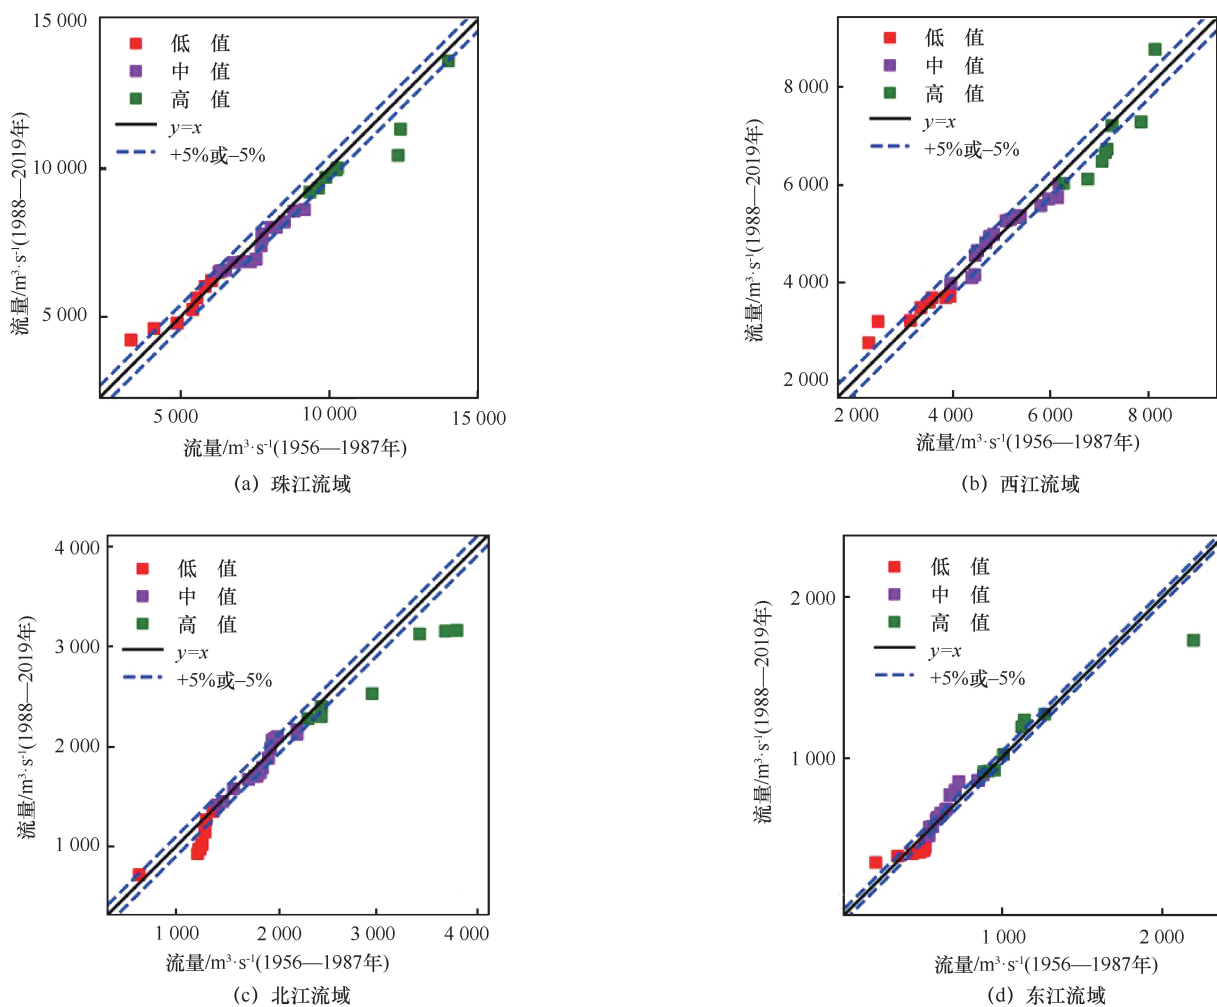 15 000
10 000
5 000
流量/m³·s⁻¹(1988—2019年)
低 值
中 值
高 值
y=x
+5%或–5%
5 000
10 000
15 000
流量/m³·s⁻¹(1956—1987年)
(a) 珠江流域
8 000
6 000
4 000
2 000
流量/m³·s⁻¹(1988—2019年)
低 值
中 值
高 值
y=x
+5%或–5%
2 000
4 000
6 000
8 000
流量/m³·s⁻¹(1956—1987年)
(b) 西江流域
4 000
3 000
2 000
1 000
流量/m³·s⁻¹(1988—2019年)
低 值
中 值
高 值
y=x
+5%或–5%
1 000
2 000
3 000
4 000
流量/m³·s⁻¹(1956—1987年)
(c) 北江流域
2 000
1 000
流量/m³·s⁻¹(1988—2019年)
低 值
中 值
高 值
y=x
+5%或–5%
1 000
2 000
流量/m³·s⁻¹(1956—1987年)
(d) 东江流域